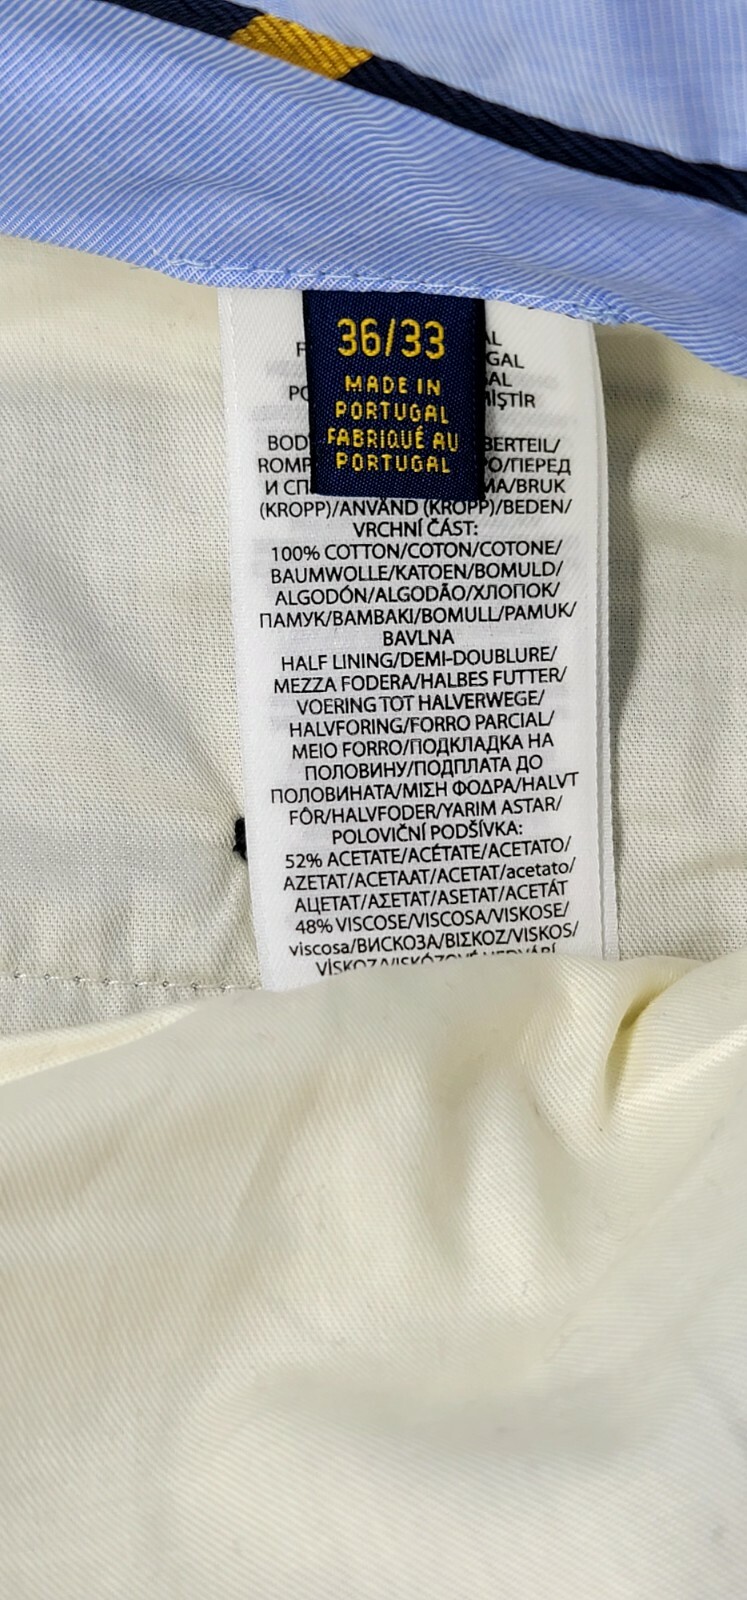 36/33
MADE IN
PORTUGAL
FABRIQUÉ AU
PORTUGAL
(KROPP)/ANVÄND (KROPP)/BEDEN/
VRCHNÍ ČÁST:
100% COTTON/COTON/COTONE/
BAUMWOLLE/KATOEN/BOMULD/
ALGODÓN/ALGODÃO/ХЛОПОК/
ПАМУК/ΒΑΜΒΑΚΙ/BOMULL/PAMUK/
BAVLNA
HALF LINING/DEMI-DOUBLURE/
MEZZA FODERA/HALBES FUTTER/
VOERING TOT HALVERWEGE/
HALVFORING/FORRO PARCIAL/
MEIO FORRO/ПОДКЛАДКА НА
ПОЛОВИНУ/ПОДПЛАТА ДО
ПОЛОВИНАТА/ΜΙΣΗ ΦΟΔΡΑ/HALVT
FÔR/HALVFODER/YARIM ASTAR/
POLOVIČNÍ PODŠÍVKA:
52% ACETATE/ACÉTATE/ACETATO/
AZETAT/ACETAAT/ACETAT/acetato/
АЦЕТАТ/ΑΣΕΤΑΤ/ASETAT/ACETÁT
48% VISCOSE/VISCOSA/VISKOSE/
viscosa/ВИСКОЗА/ΒΙΣΚΟΖ/VISKOS/